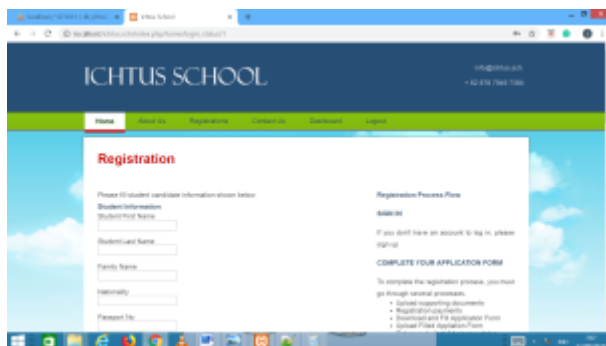 Ichtus School
ICHTUS SCHOOL
Home About Us Registrations Contact Us Dashboard Logout
Registration
Please fill student candidate information shown below
Student Information
Student First Name
Student Last Name
Family Name
Nationality
Passport No
Registration Process Flow
SIGN IN
If you don't have an account to log in, please
sign up
COMPLETE YOUR APPLICATION FORM
To complete the registration process, you must
go through several processes.
Upload supporting documents
Registration payments
Download and Fill Application Form
Upload Filled Appliation Form